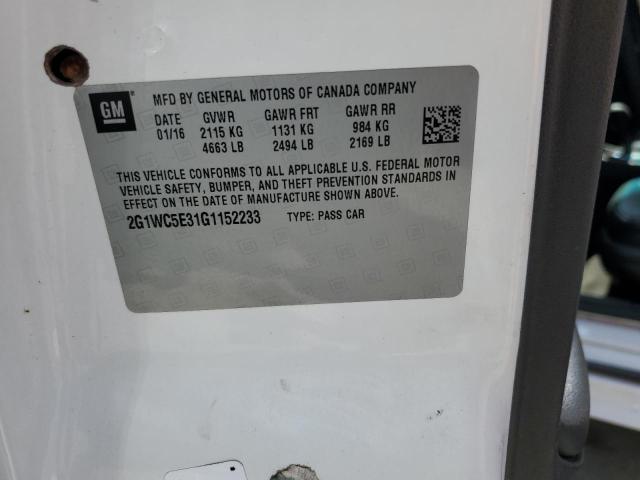 GM
MFD BY GENERAL MOTORS OF CANADA COMPANY
DATE GVWR GAWR FRT GAWR RR
01/16 2115 KG 1131 KG 984 KG
4663 LB 2494 LB 2169 LB
THIS VEHICLE CONFORMS TO ALL APPLICABLE U.S. FEDERAL MOTOR
VEHICLE SAFETY, BUMPER, AND THEFT PREVENTION STANDARDS IN
EFFECT ON THE DATE OF MANUFACTURE SHOWN ABOVE.
2G1WC5E31G1152233 TYPE: PASS CAR